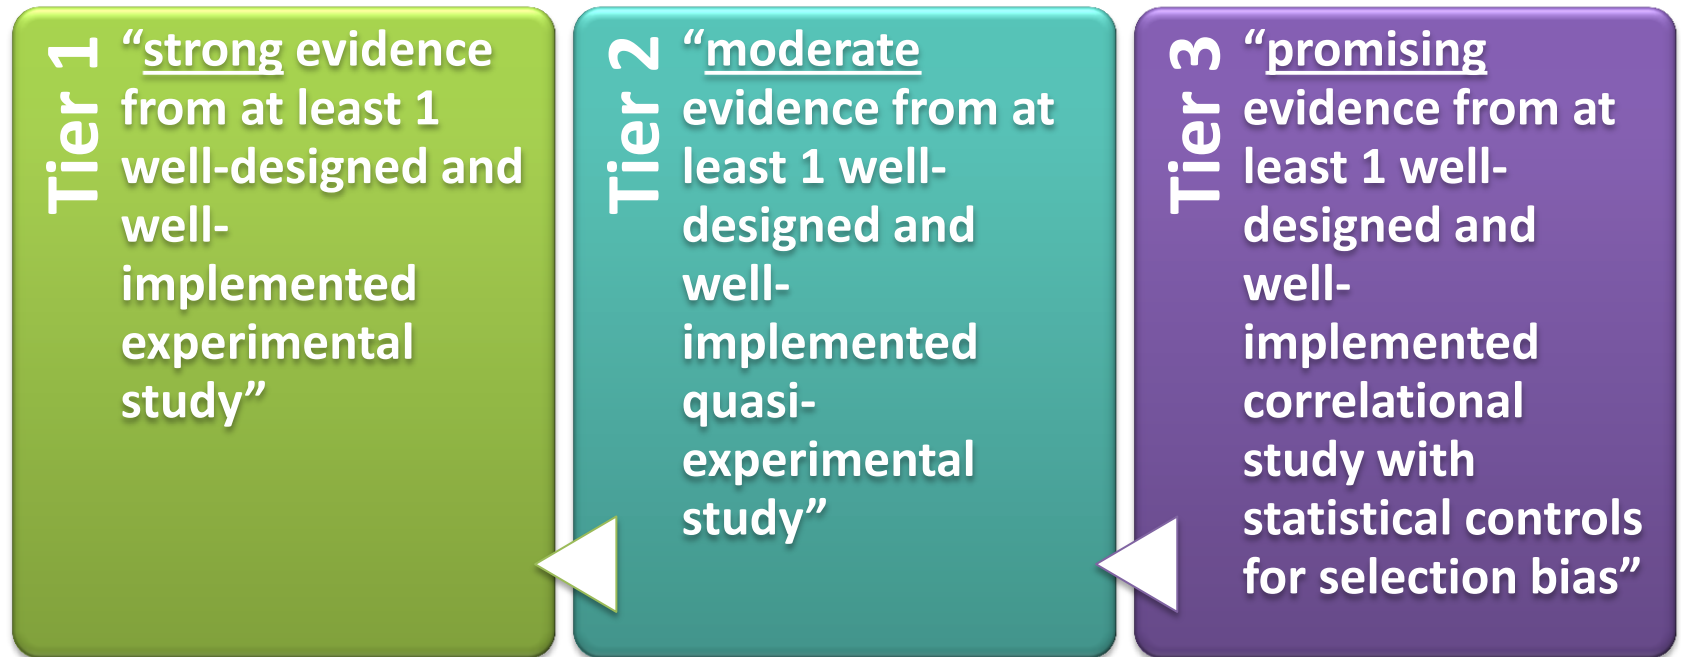 Tier 1
“strong evidence
from at least 1
well-designed and
well-
implemented
experimental
study”
Tier 2
“moderate
evidence from at
least 1 well-
designed and
well-
implemented
quasi-
experimental
study”
Tier 3
“promising
evidence from at
least 1 well-
designed and
well-
implemented
correlational
study with
statistical controls
for selection bias”